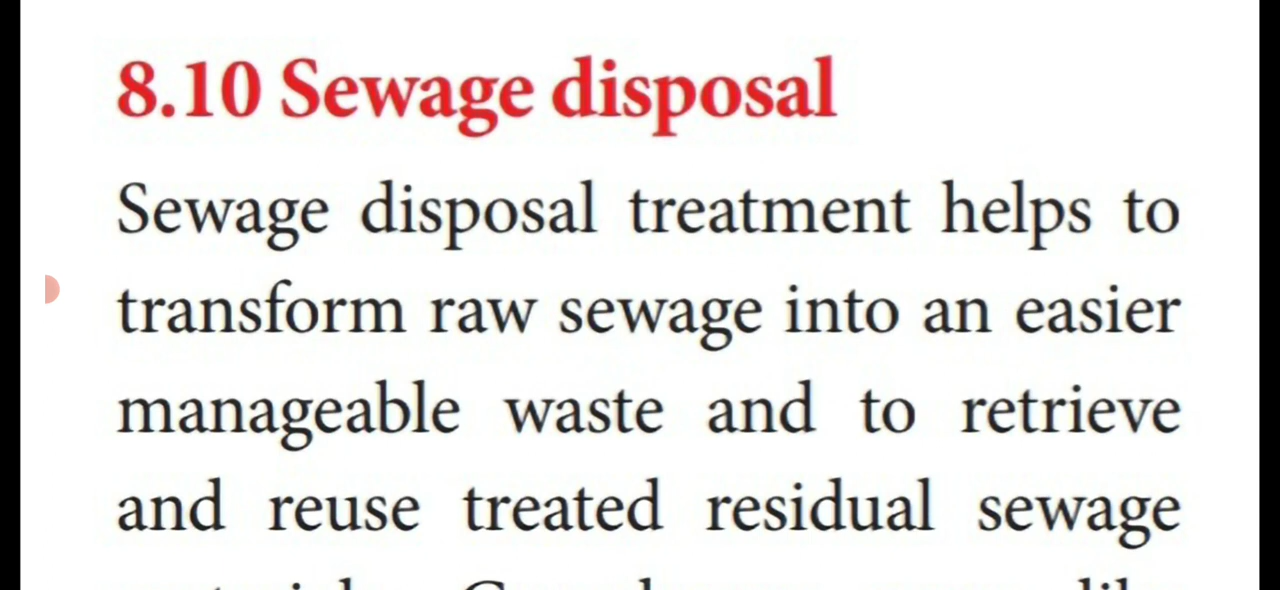 8.10 Sewage disposal
Sewage disposal treatment helps to
transform raw sewage into an easier
manageable waste and to retrieve
and reuse treated residual sewage